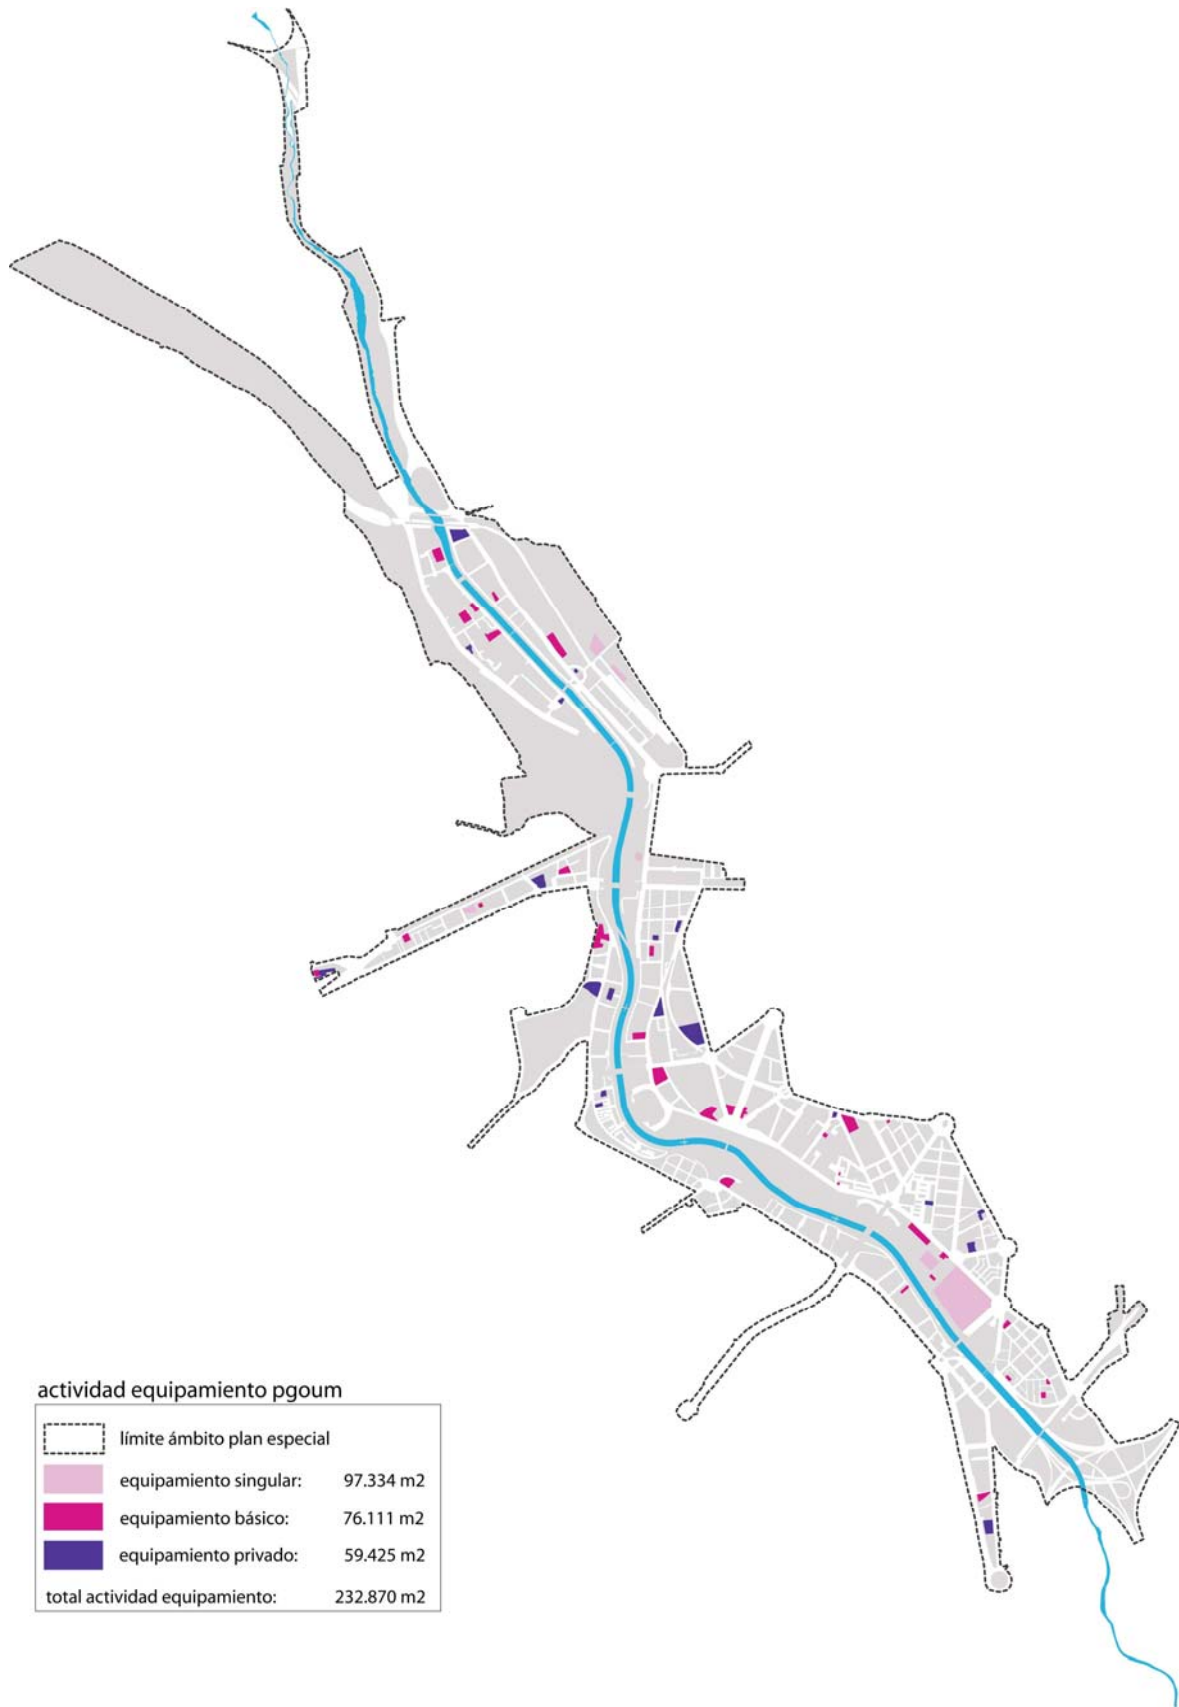 actividad equipamiento pgoum
límite ámbito plan especial
equipamiento singular: 97.334 m2
equipamiento básico: 76.111 m2
equipamiento privado: 59.425 m2
total actividad equipamiento: 232.870 m2